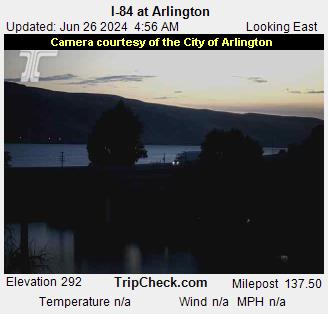 I-84 at Arlington
Updated: Jun 26 2024 4:56 AM Looking East
Camera courtesy of the City of Arlington
Elevation 292 TripCheck.com Milepost 137.50
Temperature n/a Wind n/a MPH n/a